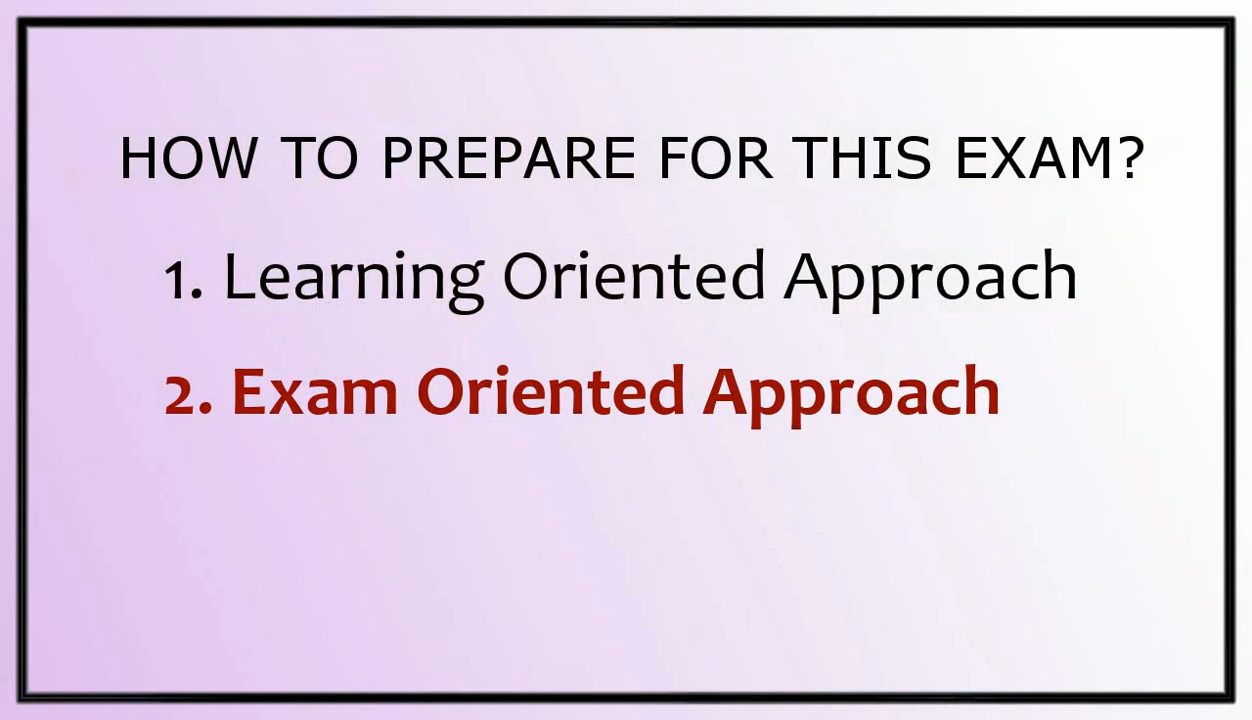 HOW TO PREPARE FOR THIS EXAM?
1. Learning Oriented Approach
2. Exam Oriented Approach